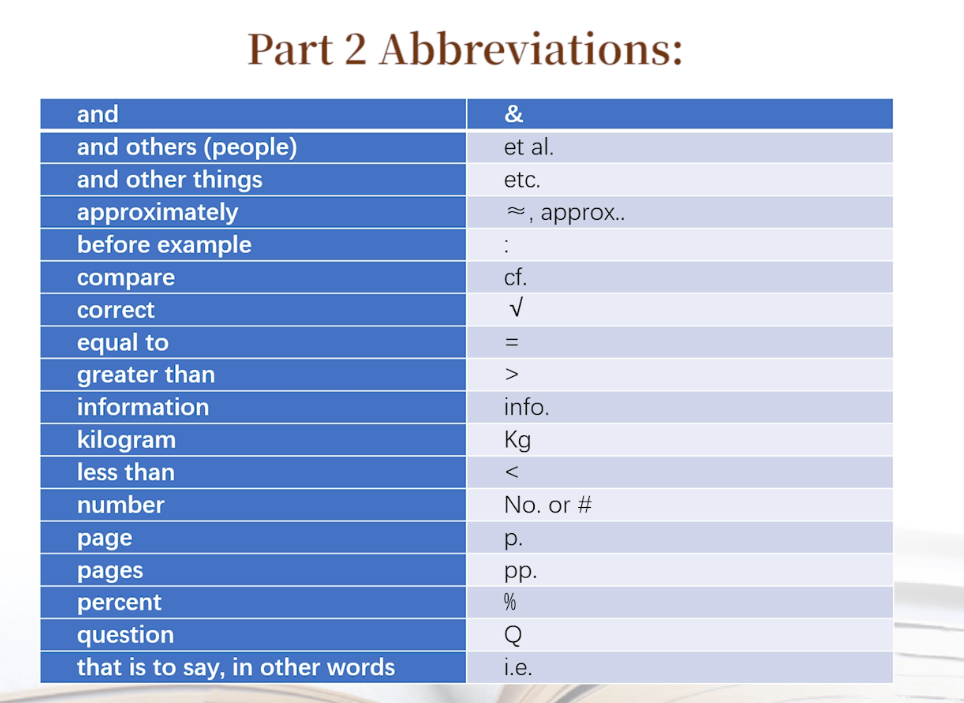 Part 2 Abbreviations:
and &
and others (people) et al.
and other things etc.
approximately ≈, approx..
before example :
compare cf.
correct √
equal to =
greater than >
information info.
kilogram Kg
less than <
number No. or #
page p.
pages pp.
percent %
question Q
that is to say, in other words i.e.